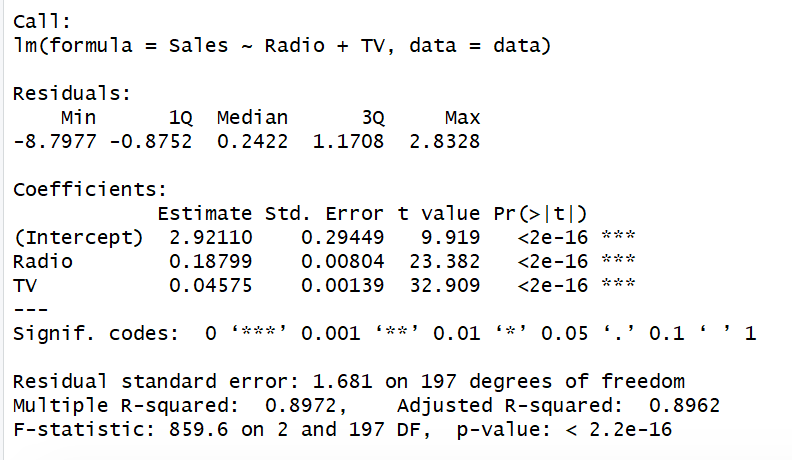 Call:
lm(formula = Sales ~ Radio + TV, data = data)
Residuals:
    Min      1Q  Median      3Q     Max
-8.7977 -0.8752  0.2422  1.1708  2.8328
Coefficients:
            Estimate Std. Error t value Pr(>|t|)
(Intercept)  2.92110    0.29449   9.919   <2e-16 ***
Radio        0.18799    0.00804  23.382   <2e-16 ***
TV           0.04575    0.00139  32.909   <2e-16 ***
---
Signif. codes:  0 ‘***’ 0.001 ‘**’ 0.01 ‘*’ 0.05 ‘.’ 0.1 ‘ ’ 1
Residual standard error: 1.681 on 197 degrees of freedom
Multiple R-squared:  0.8972,    Adjusted R-squared:  0.8962
F-statistic: 859.6 on 2 and 197 DF,  p-value: < 2.2e-16